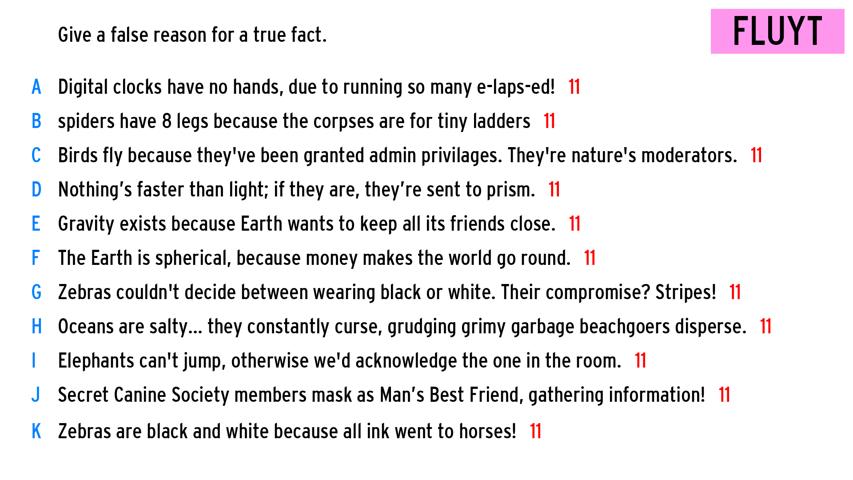 Give a false reason for a true fact.
FLUYT
A Digital clocks have no hands, due to running so many e-laps-ed! 11
B spiders have 8 legs because the corpses are for tiny ladders 11
C Birds fly because they've been granted admin privilages. They're nature's moderators. 11
D Nothing’s faster than light; if they are, they’re sent to prism. 11
E Gravity exists because Earth wants to keep all its friends close. 11
F The Earth is spherical, because money makes the world go round. 11
G Zebras couldn't decide between wearing black or white. Their compromise? Stripes! 11
H Oceans are salty... they constantly curse, grudging grimy garbage beachgoers disperse. 11
I Elephants can't jump, otherwise we'd acknowledge the one in the room. 11
J Secret Canine Society members mask as Man’s Best Friend, gathering information! 11
K Zebras are black and white because all ink went to horses! 11